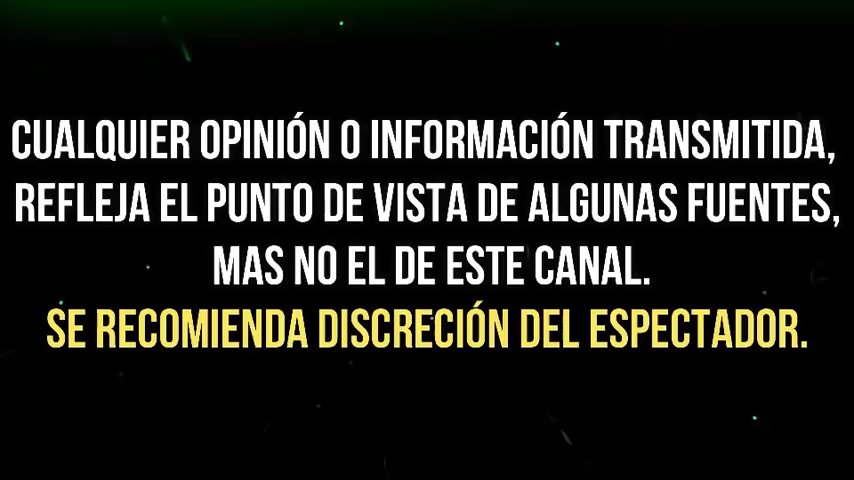 CUALQUIER OPINIÓN O INFORMACIÓN TRANSMITIDA,
REFLEJA EL PUNTO DE VISTA DE ALGUNAS FUENTES,
MAS NO EL DE ESTE CANAL.
SE RECOMIENDA DISCRECIÓN DEL ESPECTADOR.